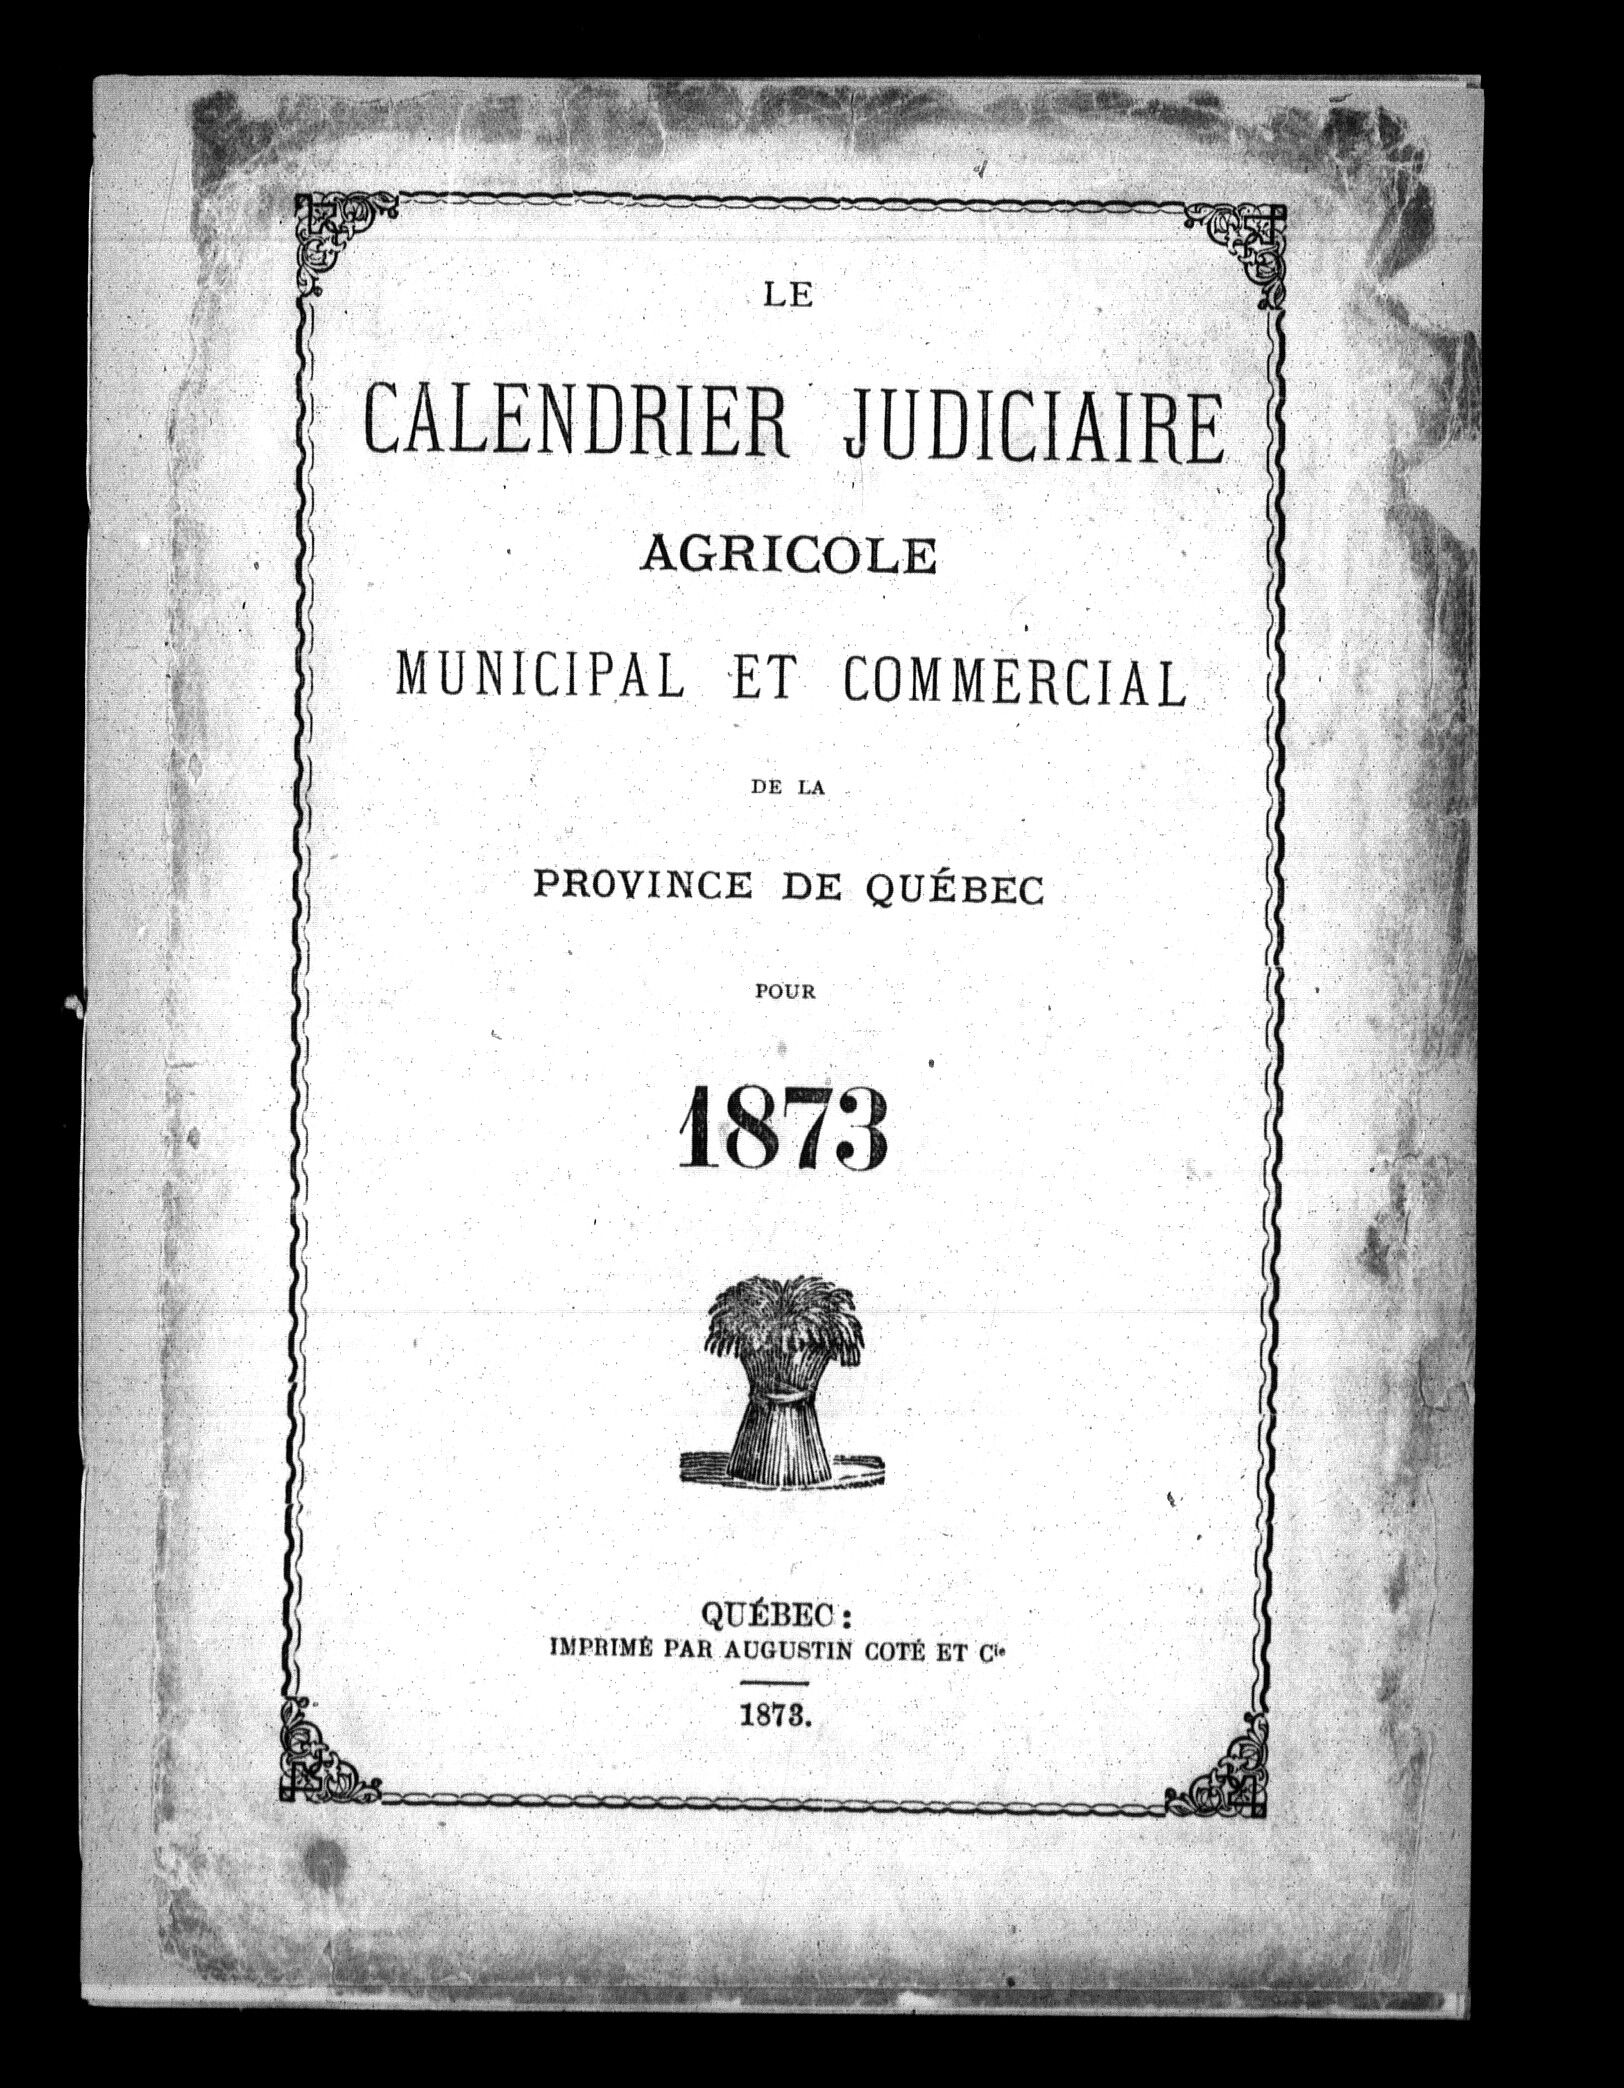 LE
CALENDRIER JUDICIAIRE
AGRICOLE
MUNICIPAL ET COMMERCIAL
DE LA
PROVINCE DE QUÉBEC
POUR
1873
QUÉBEC:
IMPRIMÉ PAR AUGUSTIN COTÉ ET Cie
1873.